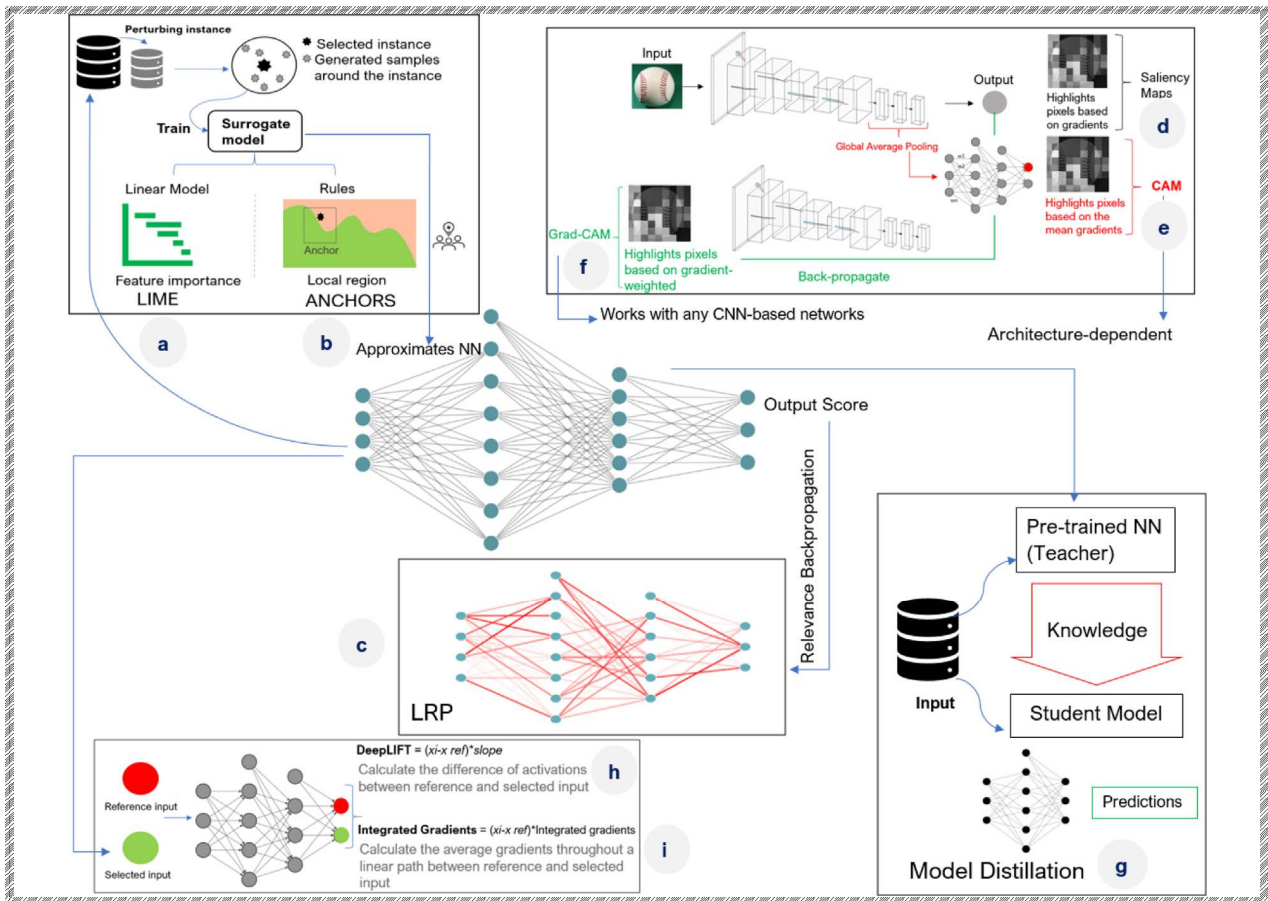 Perturbing instance
Selected instance
Generated samples
around the instance
Train
Surrogate
model
Linear Model
Rules
Anchor
Feature importance
Local region
LIME
ANCHORS
a
b
Input
Output
Global Average Pooling
w1
w2
Highlights
pixels based
on gradients
Saliency
Maps
d
Highlights pixels
based on the
mean gradients
CAM
e
Grad-CAM
f
Highlights pixels
based on gradient-
weighted
Back-propagate
Works with any CNN-based networks
Architecture-dependent
Approximates NN
Output Score
Relevance Backpropagation
c
LRP
Pre-trained NN
(Teacher)
Knowledge
Input
Student Model
Predictions
Model Distillation
g
Reference input
Selected input
DeepLIFT = (xi-x ref)*slope
Calculate the difference of activations
between reference and selected input
h
Integrated Gradients = (xi-x ref)*Integrated gradients
Calculate the average gradients throughout a
linear path between reference and selected
input
i